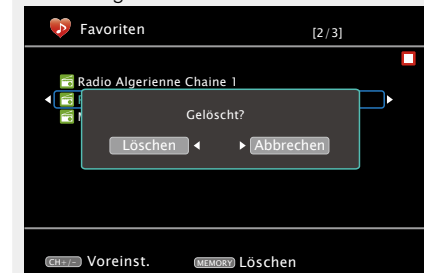 Favoriten [2/3]
Radio Algerienne Chaine 1
Gelöscht?
Löschen Abbrechen
CH+/- Voreinst. MEMORY Löschen